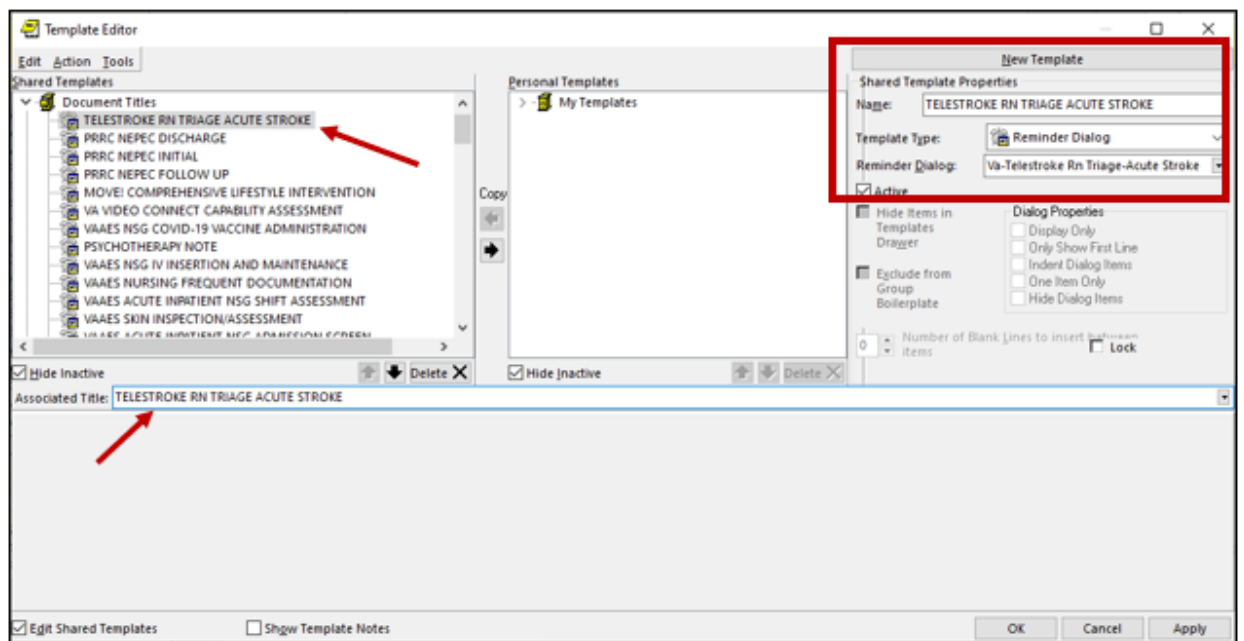 Template Editor
Edit Action Tools
Shared Templates
Document Titles
TELESTROKE RN TRIAGE ACUTE STROKE
PRRC NEPEC DISCHARGE
PRRC NEPEC INITIAL
PRRC NEPEC FOLLOW UP
MOVE! COMPREHENSIVE LIFESTYLE INTERVENTION
VA VIDEO CONNECT CAPABILITY ASSESSMENT
VAAES NSG COVID-19 VACCINE ADMINISTRATION
PSYCHOTHERAPY NOTE
VAAES NSG IV INSERTION AND MAINTENANCE
VAAES NURSING FREQUENT DOCUMENTATION
VAAES ACUTE INPATIENT NSG SHIFT ASSESSMENT
VAAES SKIN INSPECTION/ASSESSMENT
VAAES ACUTE INPATIENT NSG ADMISSION SCREEN
Hide Inactive
Delete
Copy
Personal Templates
My Templates
Hide Inactive
Delete
New Template
Shared Template Properties
Name: TELESTROKE RN TRIAGE ACUTE STROKE
Template Type: Reminder Dialog
Reminder Dialog: Va-Telestroke Rn Triage-Acute Stroke
Active
Hide Items in
Templates
Drawer
Exclude from
Group
Boilerplate
Dialog Properties
Display Only
Only Show First Line
Indent Dialog Items
One Item Only
Hide Dialog Items
0 Number of Blank Lines to insert between
items
Lock
Associated Title: TELESTROKE RN TRIAGE ACUTE STROKE
Edit Shared Templates
Show Template Notes
OK Cancel Apply